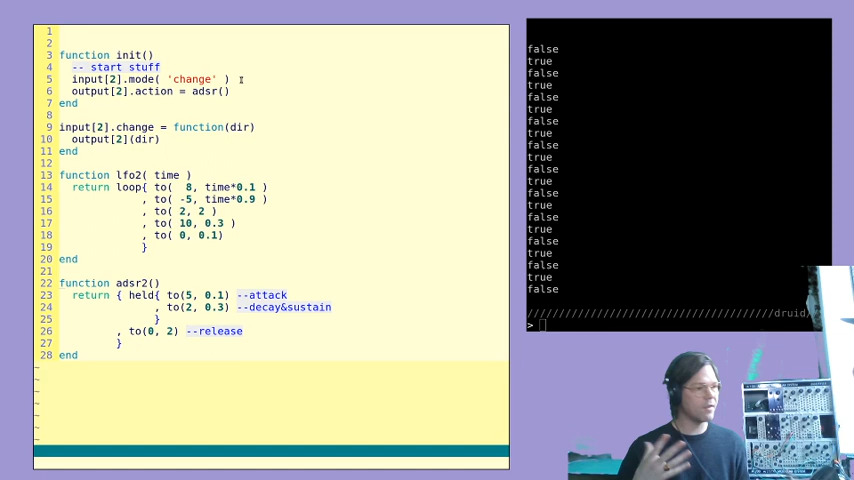 1
2
3 function init()
4 -- start stuff
5 input[2].mode( 'change' )
6 output[2].action = adsr()
7 end
8
9 input[2].change = function(dir)
10 output[2](dir)
11 end
12
13 function lfo2( time )
14 return loop{ to( 8, time*0.1 )
15 , to( -5, time*0.9 )
16 , to( 2, 2 )
17 , to( 10, 0.3 )
18 , to( 0, 0.1)
19 }
20 end
21
22 function adsr2()
23 return { held{ to(5, 0.1) --attack
24 , to(2, 0.3) --decay&sustain
25 }
26 , to(0, 2) --release
27 }
28 end
~
~
~
~
~
~
~
false
true
false
true
false
true
false
true
false
true
false
true
false
true
false
true
false
true
false
true
false
///////////////////////////////////////druid/
>